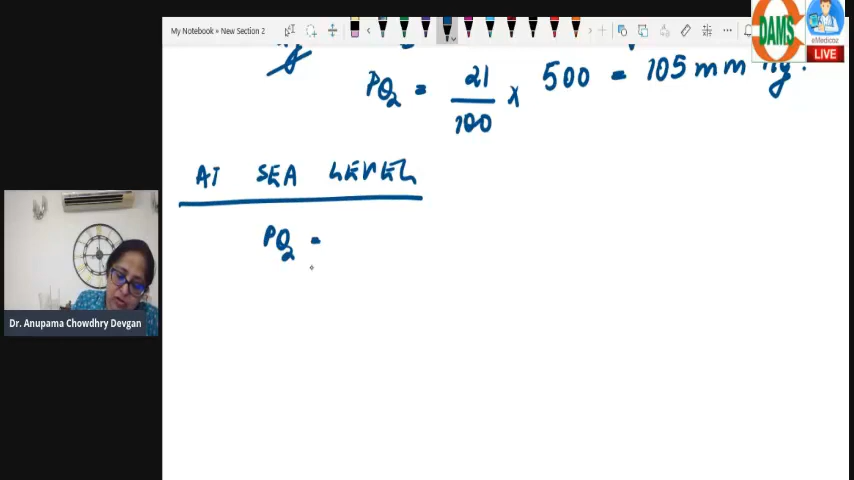 My Notebook » New Section 2
DAMS
eMedicoz
LIVE
PO2 = 21/100 x 500 = 105 mm Hg.
AT SEA LEVEL
PO2 =
Dr. Anupama Chowdhry Devgan